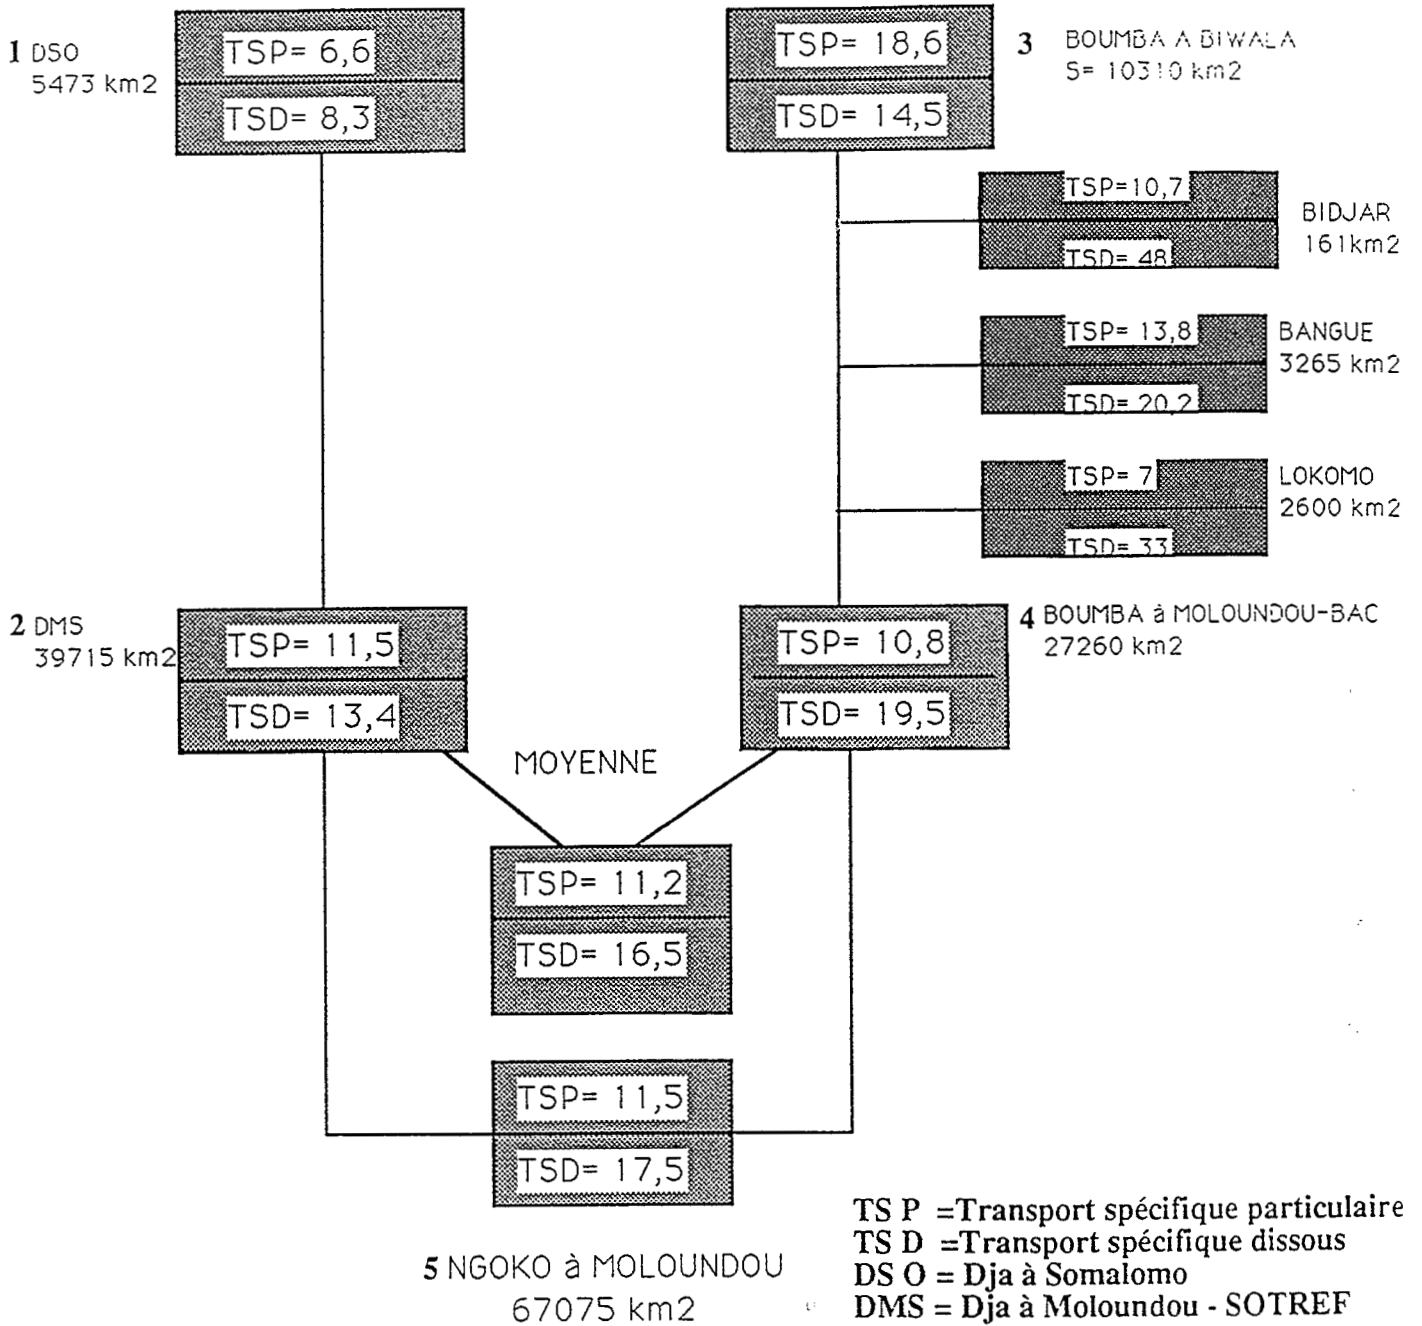 1 DSO
5473 km2
TSP= 6,6
TSD= 8,3
TSP= 18,6
TSD= 14,5
3 BOUMBA A BIWALA
S= 10310 km2
TSP=10,7
TSD= 48
BIDJAR
161km2
TSP= 13,8
TSD= 20,2
BANGUE
3265 km2
TSP= 7
TSD= 33
LOKOMO
2600 km2
2 DMS
39715 km2
TSP= 11,5
TSD= 13,4
TSP= 10,8
TSD= 19,5
4 BOUMBA à MOLOUNDOU-BAC
27260 km2
MOYENNE
TSP= 11,2
TSD= 16,5
TSP= 11,5
TSD= 17,5
5 NGOKO à MOLOUNDOU
67075 km2
TS P =Transport spécifique particulaire
TS D =Transport spécifique dissous
DS O = Dja à Somalomo
DMS = Dja à Moloundou - SOTREF